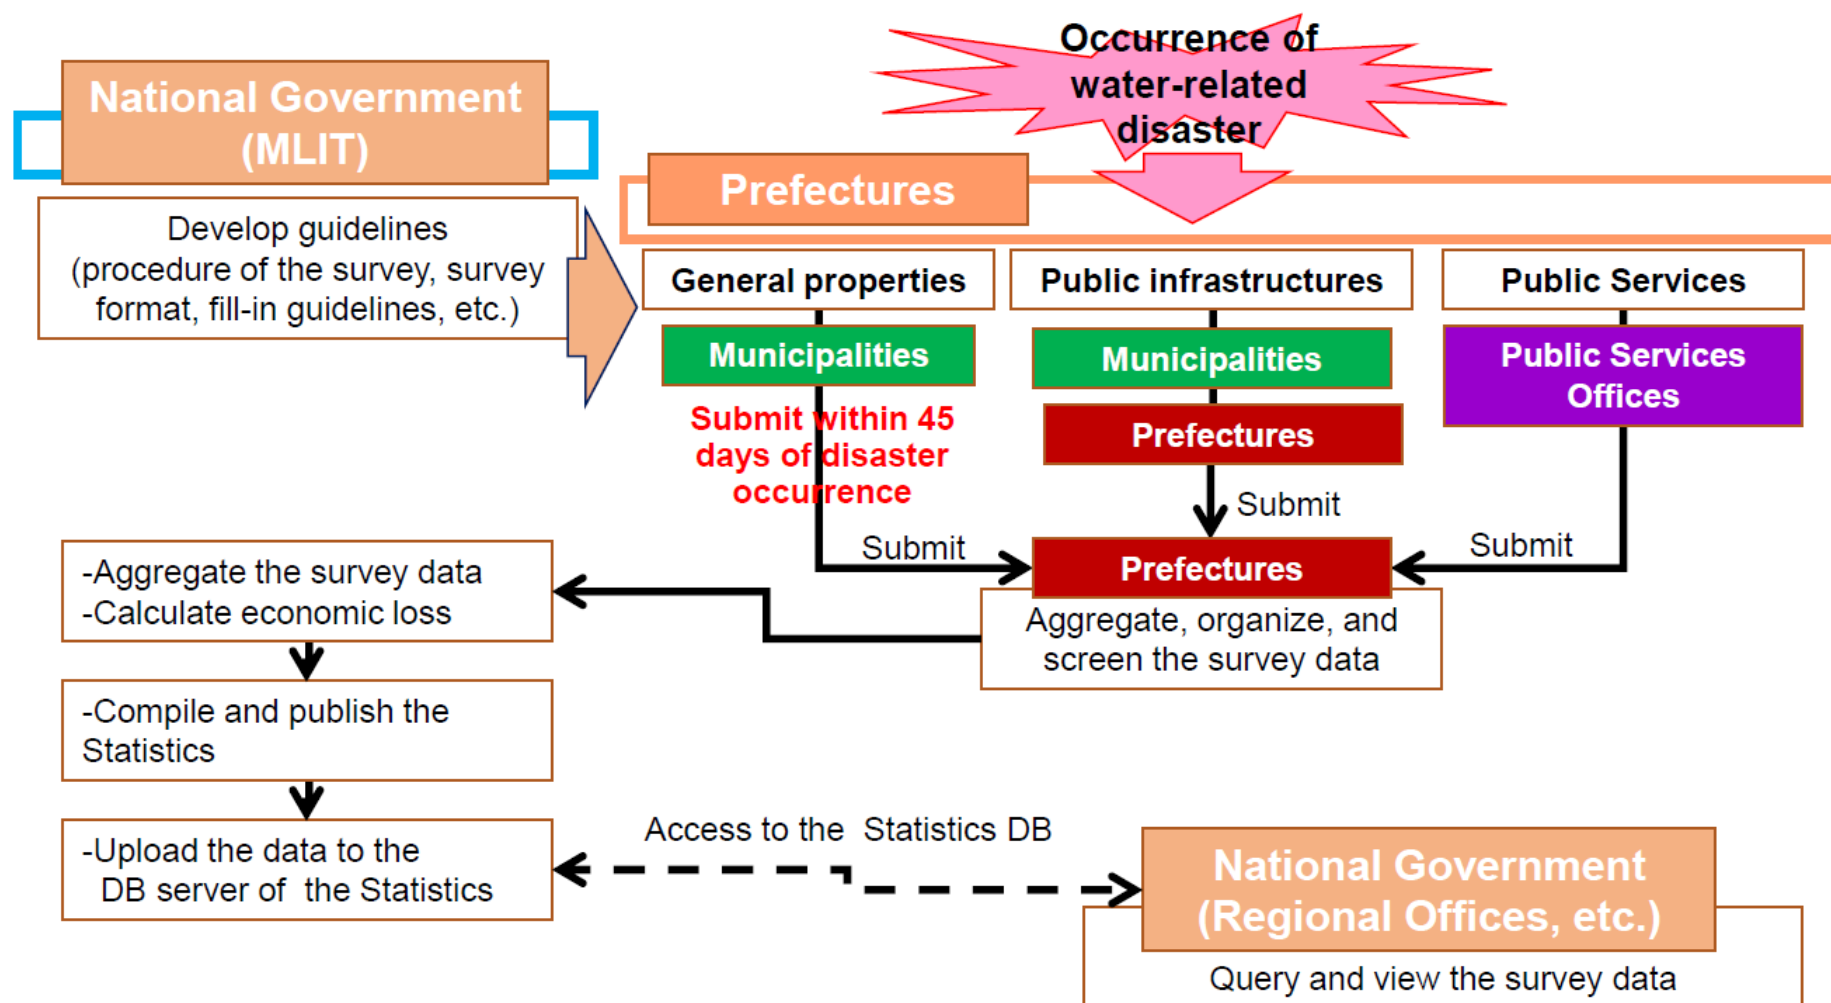 Occurrence of
water-related
disaster
National Government
(MLIT)
Prefectures
Develop guidelines
(procedure of the survey, survey
format, fill-in guidelines, etc.)
General properties
Public infrastructures
Public Services
Municipalities
Municipalities
Public Services
Offices
Submit within 45
days of disaster
occurrence
Prefectures
Submit
Submit
Submit
Prefectures
Aggregate, organize, and
screen the survey data
-Aggregate the survey data
-Calculate economic loss
-Compile and publish the
Statistics
-Upload the data to the
DB server of the Statistics
Access to the Statistics DB
National Government
(Regional Offices, etc.)
Query and view the survey data